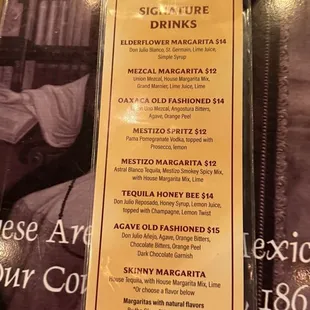 SIGNATURE
DRINKS
ELDERFLOWER MARGARITA $14
Don Julio Blanco, St. Germain, Lime Juice,
Simple Syrup
MEZCAL MARGARITA $12
Union Mezcal, House Margarita Mix,
Grand Marnier, Lime Juice, Lime
OAXACA OLD FASHIONED $14
Mezcal, Angostura Bitters,
Agave, Orange Peel
MESTIZO SPRITZ $12
Pama Pomegranate Vodka, topped with
Prosecco, lemon
MESTIZO MARGARITA $12
Astral Blanco Tequila, Mestizo Smokey Spicy Mix,
with House Margarita Mix, Lime
TEQUILA HONEY BEE $14
Don Julio Reposado, Honey Syrup, Lemon Juice,
topped with Champagne, Lemon Twist
AGAVE OLD FASHIONED $15
Don Julio Añejo, Agave, Orange Bitters,
Chocolate Bitters, Orange Peel
Dark Chocolate Garnish
SKINNY MARGARITA
House Tequila, with House Margarita Mix, Lime
*Or choose a flavor below
Margaritas with natural flavors
ese Are
exic
Our Co
186